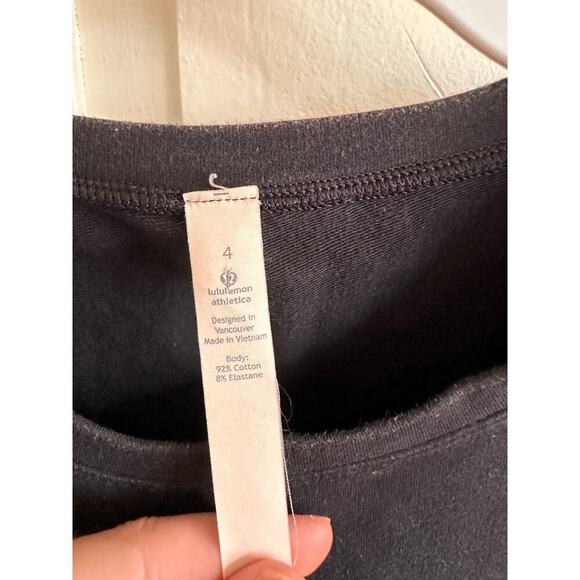 4
lululemon
athletica
Designed in
Vancouver
Made in Vietnam
Body:
92% Cotton
8% Elastane